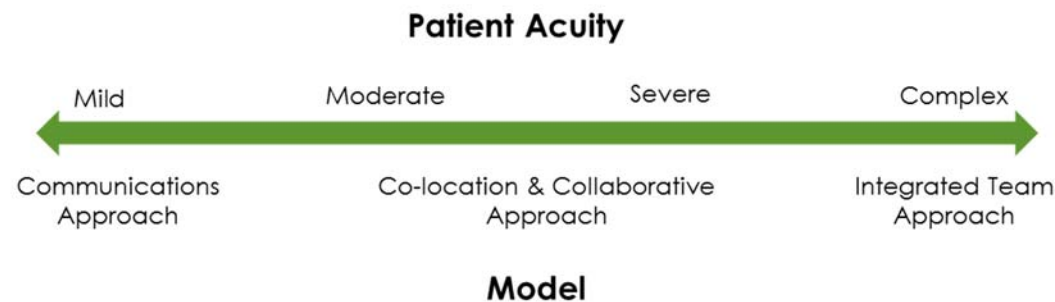 Patient Acuity
Mild Moderate Severe Complex
Communications Approach
Co-location & Collaborative Approach
Integrated Team Approach
Model